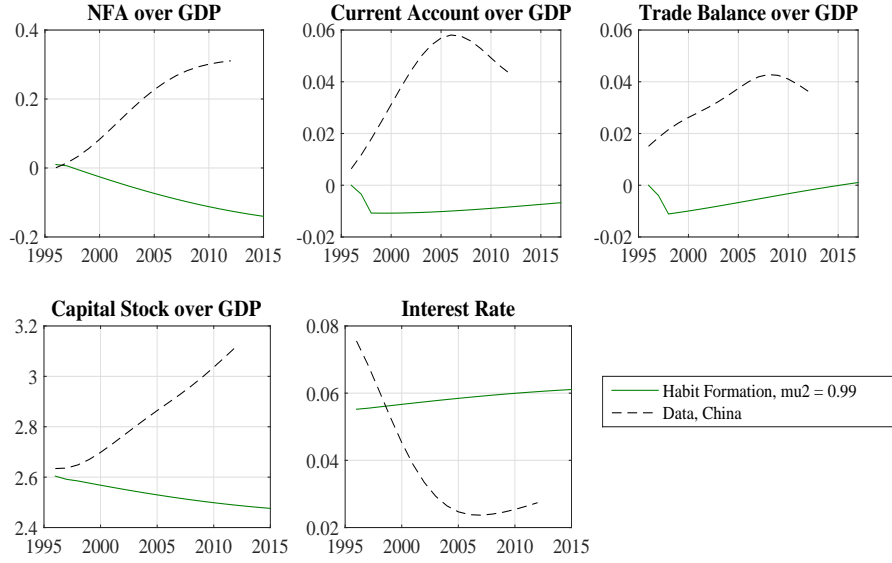 NFA over GDP
0.4
0.2
0
-0.2
1995 2000 2005 2010 2015
Current Account over GDP
0.06
0.04
0.02
0
-0.02
1995 2000 2005 2010 2015
Trade Balance over GDP
0.06
0.04
0.02
0
-0.02
1995 2000 2005 2010 2015
Capital Stock over GDP
3.2
3
2.8
2.6
2.4
1995 2000 2005 2010 2015
Interest Rate
0.08
0.06
0.04
0.02
1995 2000 2005 2010 2015
Habit Formation, mu2 = 0.99
Data, China